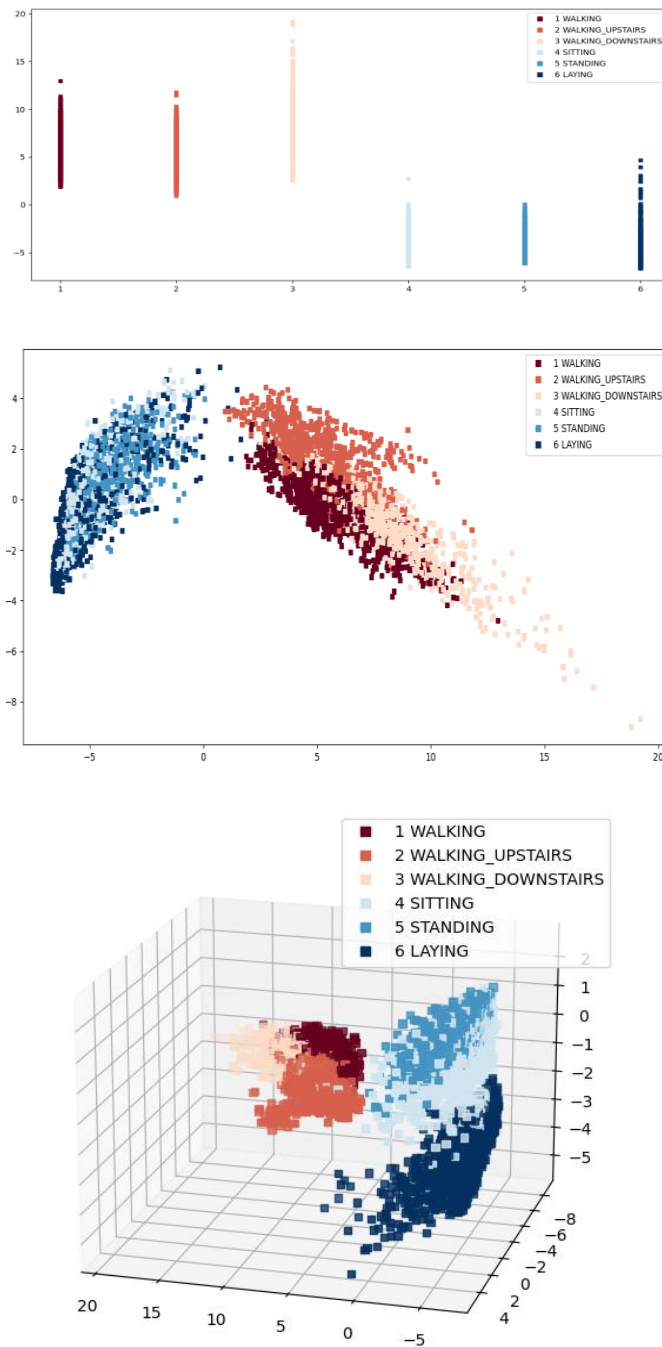 20
15
10
5
0
−5
1 2 3 4 5 6
1 WALKING
2 WALKING_UPSTAIRS
3 WALKING_DOWNSTAIRS
4 SITTING
5 STANDING
6 LAYING
4
2
0
−2
−4
−6
−8
−5 0 5 10 15 20
1 WALKING
2 WALKING_UPSTAIRS
3 WALKING_DOWNSTAIRS
4 SITTING
5 STANDING
6 LAYING
1 WALKING
2 WALKING_UPSTAIRS
3 WALKING_DOWNSTAIRS
4 SITTING
5 STANDING
6 LAYING
2
1
0
−1
−2
−3
−4
−5
−8
−6
−4
−2
0
2
4
20 15 10 5 0 −5